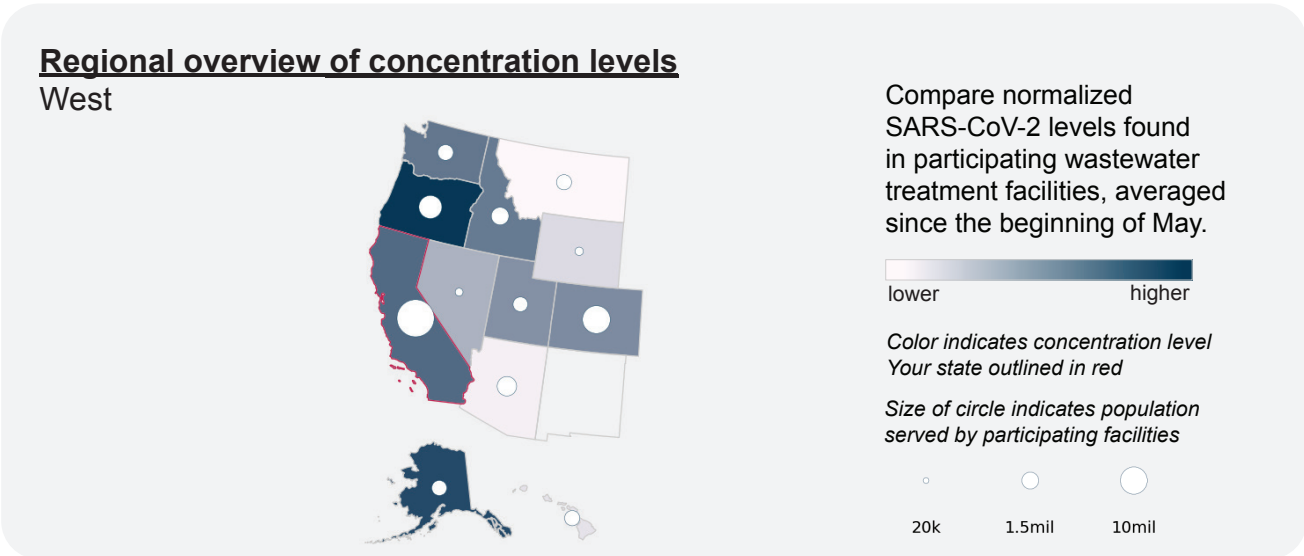 Regional overview of concentration levels
West
Compare normalized
SARS-CoV-2 levels found
in participating wastewater
treatment facilities, averaged
since the beginning of May.
lower higher
Color indicates concentration level
Your state outlined in red
Size of circle indicates population
served by participating facilities
20k 1.5mil 10mil